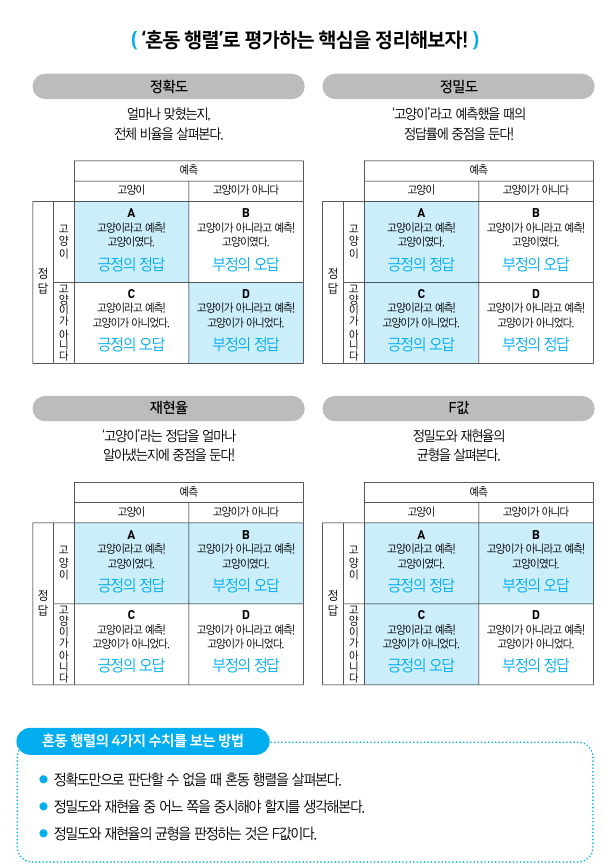 ( ‘혼동 행렬’로 평가하는 핵심을 정리해보자! )
정확도
얼마나 맞혔는지,
전체 비율을 살펴본다.
예측
고양이
고양이가 아니다
정답
고양이
A
고양이라고 예측!
고양이였다.
긍정의 정답
B
고양이가 아니라고 예측!
고양이였다.
부정의 오답
고양이가 아니다
C
고양이라고 예측!
고양이가 아니었다.
긍정의 오답
D
고양이가 아니라고 예측!
고양이가 아니었다.
부정의 정답
정밀도
‘고양이’라고 예측했을 때의
정답률에 중점을 둔다!
예측
고양이
고양이가 아니다
정답
고양이
A
고양이라고 예측!
고양이였다.
긍정의 정답
B
고양이가 아니라고 예측!
고양이였다.
부정의 오답
고양이가 아니다
C
고양이라고 예측!
고양이가 아니었다.
긍정의 오답
D
고양이가 아니라고 예측!
고양이가 아니었다.
부정의 정답
재현율
‘고양이’라는 정답을 얼마나
알아냈는지에 중점을 둔다!
예측
고양이
고양이가 아니다
정답
고양이
A
고양이라고 예측!
고양이였다.
긍정의 정답
B
고양이가 아니라고 예측!
고양이였다.
부정의 오답
고양이가 아니다
C
고양이라고 예측!
고양이가 아니었다.
긍정의 오답
D
고양이가 아니라고 예측!
고양이가 아니었다.
부정의 정답
F값
정밀도와 재현율의
균형을 살펴본다.
예측
고양이
고양이가 아니다
정답
고양이
A
고양이라고 예측!
고양이였다.
긍정의 정답
B
고양이가 아니라고 예측!
고양이였다.
부정의 오답
고양이가 아니다
C
고양이라고 예측!
고양이가 아니었다.
긍정의 오답
D
고양이가 아니라고 예측!
고양이가 아니었다.
부정의 정답
혼동 행렬의 4가지 수치를 보는 방법
● 정확도만으로 판단할 수 없을 때 혼동 행렬을 살펴본다.
● 정밀도와 재현율 중 어느 쪽을 중시해야 할지를 생각해본다.
● 정밀도와 재현율의 균형을 판정하는 것은 F값이다.